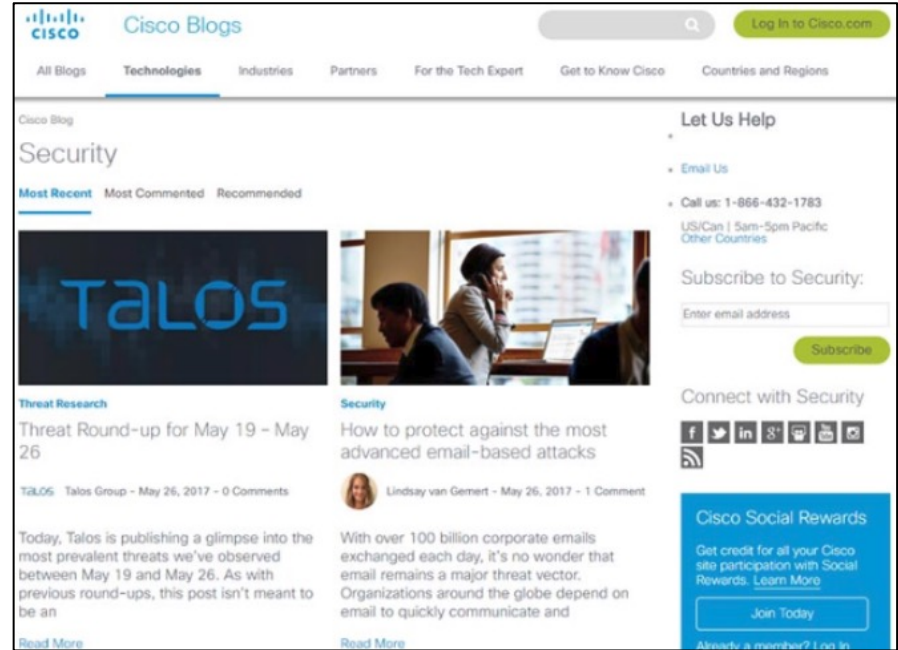 CISCO
Cisco Blogs
Log In to Cisco.com
All Blogs Technologies Industries Partners For the Tech Expert Get to Know Cisco Countries and Regions
Cisco Blog
Security
Most Recent Most Commented Recommended
TALOS
Threat Research
Threat Round-up for May 19 - May
26
TALOS Talos Group - May 26, 2017 - 0 Comments
Today, Talos is publishing a glimpse into the
most prevalent threats we've observed
between May 19 and May 26. As with
previous round-ups, this post isn't meant to
be an
Read More
Security
How to protect against the most
advanced email-based attacks
Lindsay van Gemert - May 26, 2017 - 1 Comment
With over 100 billion corporate emails
exchanged each day, it's no wonder that
email remains a major threat vector.
Organizations around the globe depend on
email to quickly communicate and
Read More
Let Us Help
Email Us
Call us: 1-866-432-1783
US/Can | 5am-5pm Pacific
Other Countries
Subscribe to Security:
Enter email address
Subscribe
Connect with Security
Cisco Social Rewards
Get credit for all your Cisco
site participation with Social
Rewards. Learn More
Join Today
Already a member? Log In